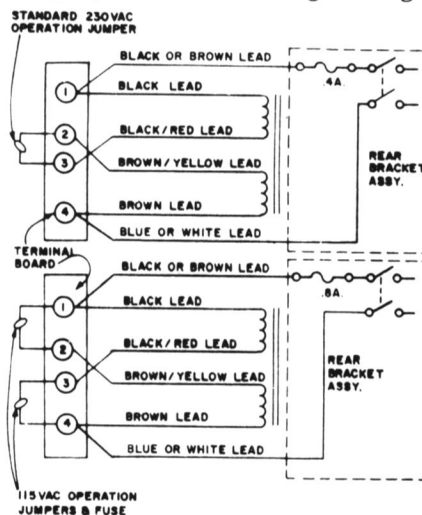 STANDARD 230VAC
OPERATION JUMPER
BLACK OR BROWN LEAD
1
BLACK LEAD
.4A.
2
BLACK/RED LEAD
3
BROWN/YELLOW LEAD
REAR
BRACKET
ASSY.
4
BROWN LEAD
BLUE OR WHITE LEAD
TERMINAL
BOARD
BLACK OR BROWN LEAD
1
BLACK LEAD
.8A.
2
BLACK/RED LEAD
3
BROWN/YELLOW LEAD
REAR
BRACKET
ASSY.
4
BROWN LEAD
BLUE OR WHITE LEAD
115VAC OPERATION
JUMPERS & FUSE